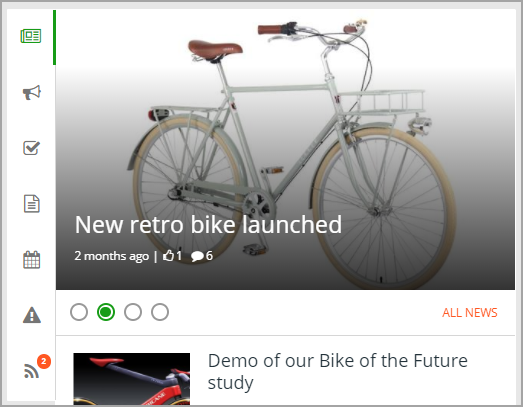 New retro bike launched
2 months ago | 1 6
ALL NEWS
2
Demo of our Bike of the Future
study